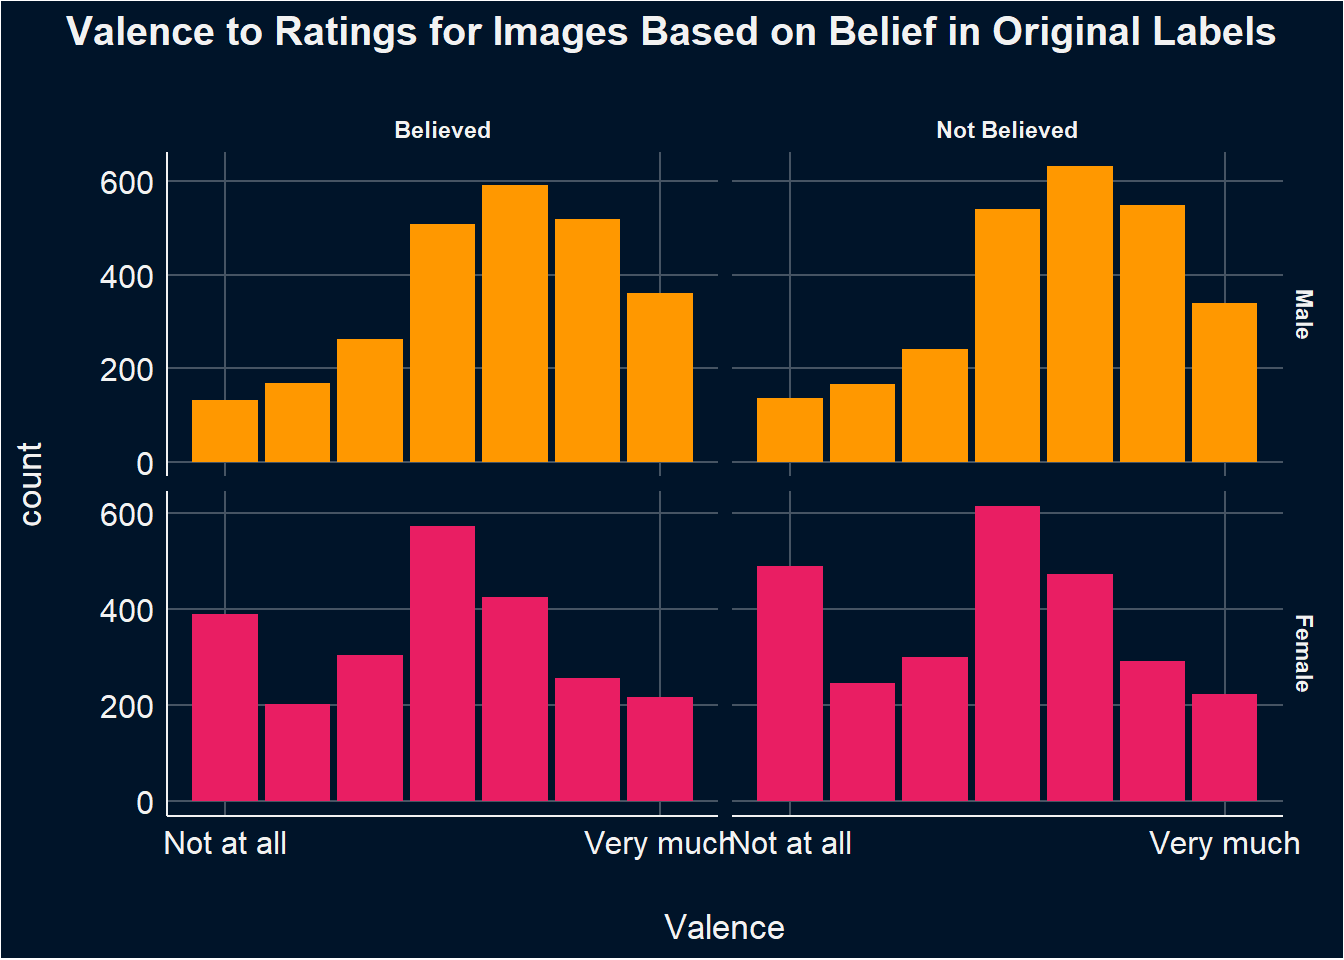 Valence to Ratings for Images Based on Belief in Original Labels
Believed
Not Believed
600
400
200
0
Male
count
600
400
200
0
Female
Not at all
Very much
Not at all
Very much
Valence